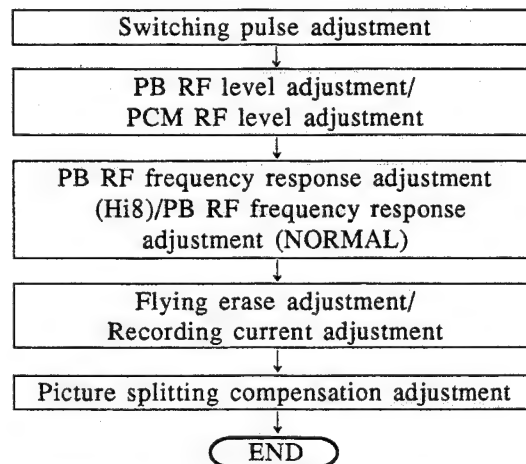 Switching pulse adjustment
PB RF level adjustment/
PCM RF level adjustment
PB RF frequency response adjustment
(Hi8)/PB RF frequency response
adjustment (NORMAL)
Flying erase adjustment/
Recording current adjustment
Picture splitting compensation adjustment
END